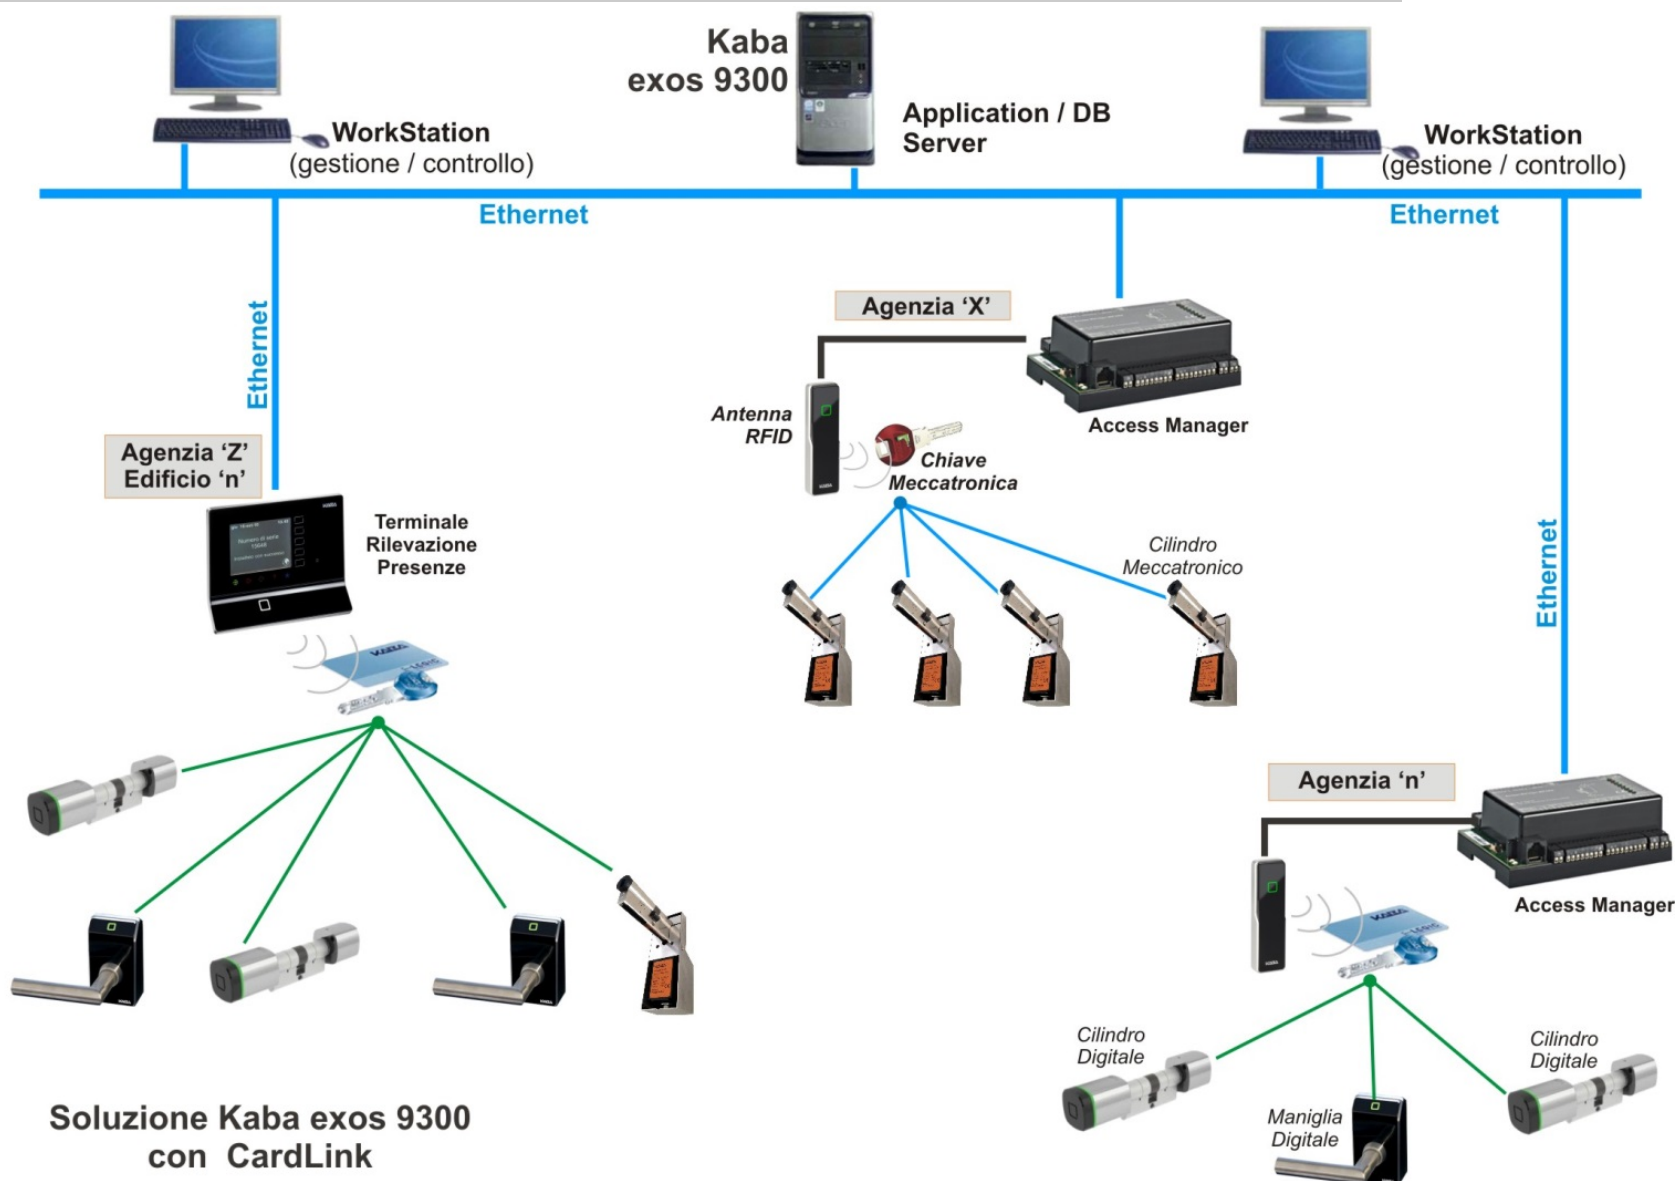 Kaba
exos 9300
Application / DB
Server
WorkStation
(gestione / controllo)
WorkStation
(gestione / controllo)
Ethernet
Ethernet
Ethernet
Agenzia ‘X’
Antenna
RFID
Chiave
Meccatronica
Access Manager
Agenzia ‘Z’
Edificio ‘n’
Terminale
Rilevazione
Presenze
Cilindro
Meccatronico
Ethernet
Agenzia ‘n’
Access Manager
Cilindro
Digitale
Cilindro
Digitale
Maniglia
Digitale
Soluzione Kaba exos 9300
con CardLink